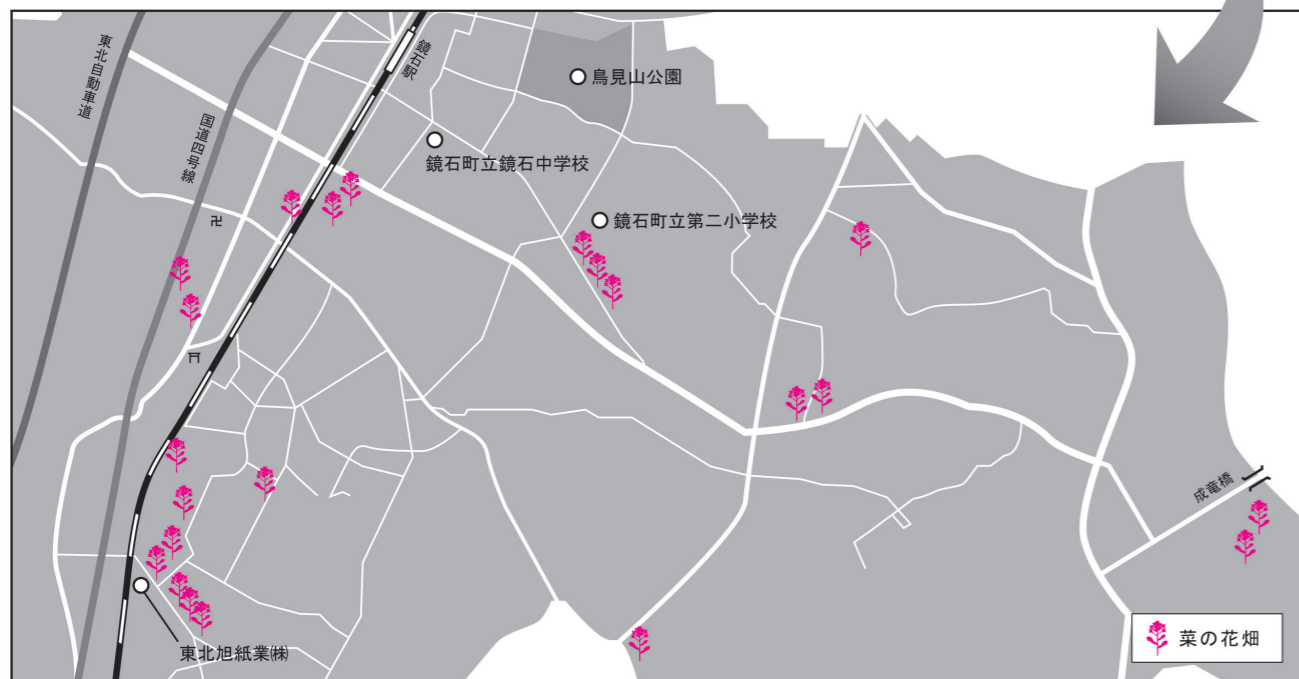 東北自動車道
国道四号線
鏡石駅
鳥見山公園
鏡石町立鏡石中学校
鏡石町立第二小学校
成竜橋
東北旭紙業㈱
菜の花畑